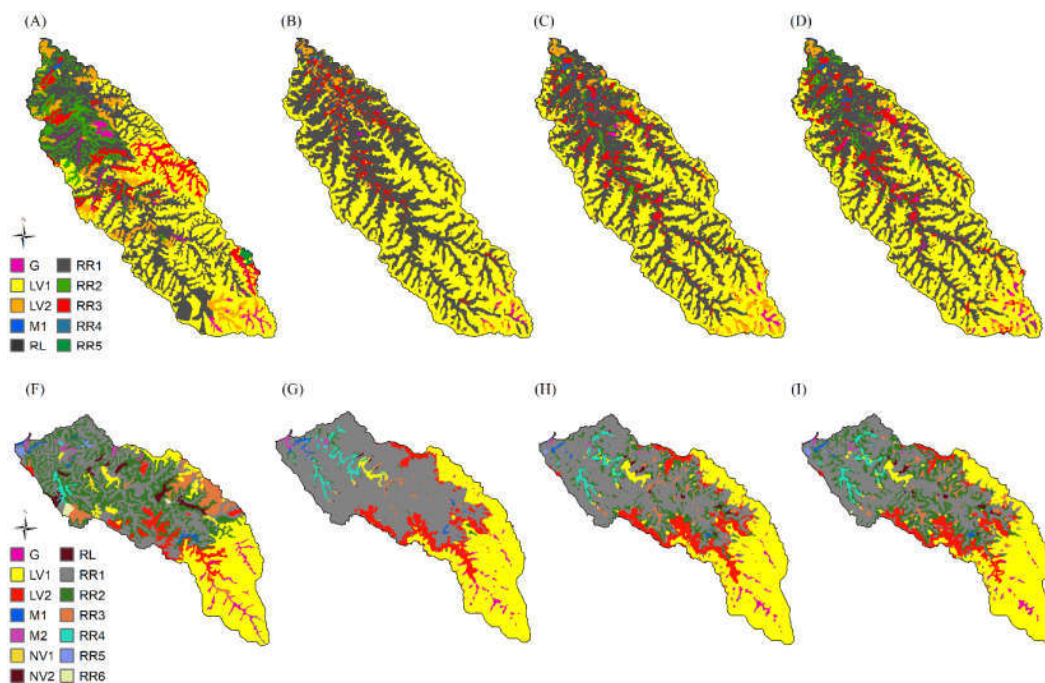 (A) (B) (C) (D)
G RR1
LV1 RR2
LV2 RR3
M1 RR4
RL RR5
(F) (G) (H) (I)
G RL
LV1 RR1
LV2 RR2
M1 RR3
M2 RR4
NV1 RR5
NV2 RR6